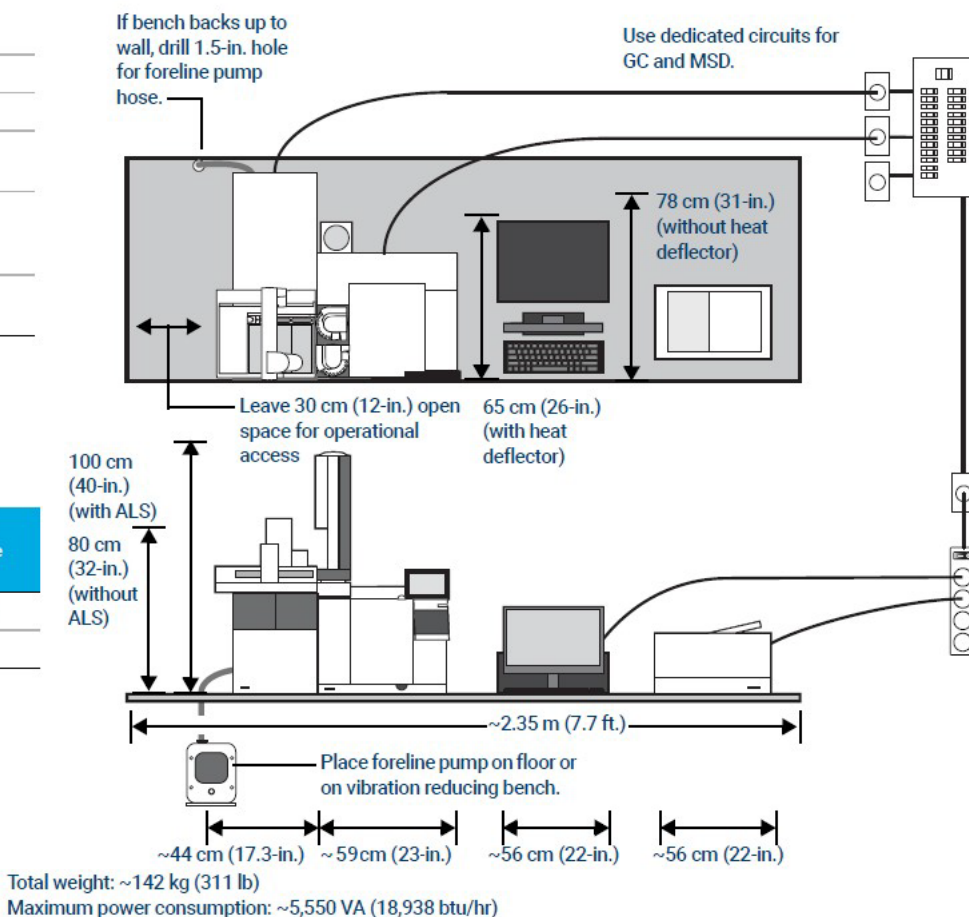 If bench backs up to
wall, drill 1.5-in. hole
for foreline pump
hose.
Use dedicated circuits for
GC and MSD.
78 cm (31-in.)
(without heat
deflector)
Leave 30 cm (12-in.) open
space for operational
access
65 cm (26-in.)
(with heat
deflector)
100 cm
(40-in.)
(with ALS)
80 cm
(32-in.)
(without
ALS)
~2.35 m (7.7 ft.)
Place foreline pump on floor or
on vibration reducing bench.
~44 cm (17.3-in.)
~ 59cm (23-in.)
~56 cm (22-in.)
~56 cm (22-in.)
Total weight: ~142 kg (311 lb)
Maximum power consumption: ~5,550 VA (18,938 btu/hr)